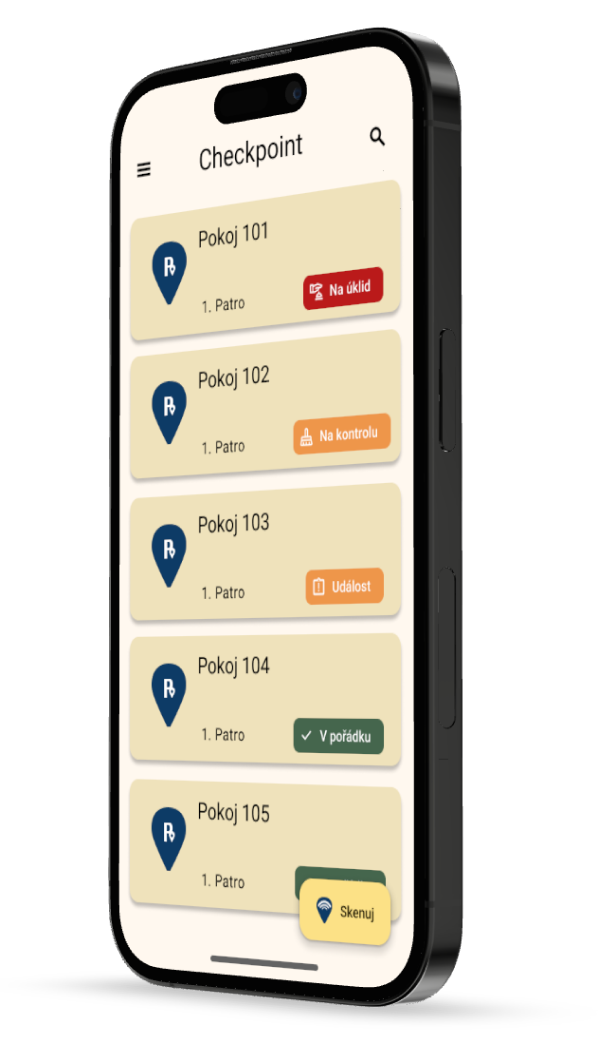 Checkpoint
Pokoj 101
1. Patro
Na úklid
Pokoj 102
1. Patro
Na kontrolu
Pokoj 103
1. Patro
Událost
Pokoj 104
1. Patro
V pořádku
Pokoj 105
1. Patro
Skenuj